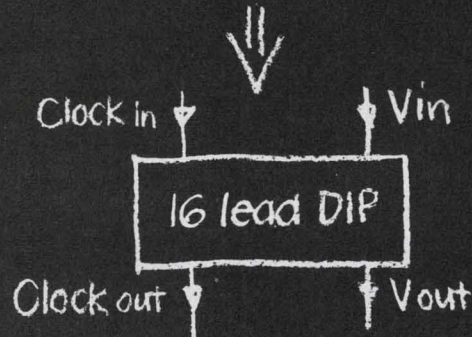 Clock in
Vin
16 lead DIP
Clock out
Vout